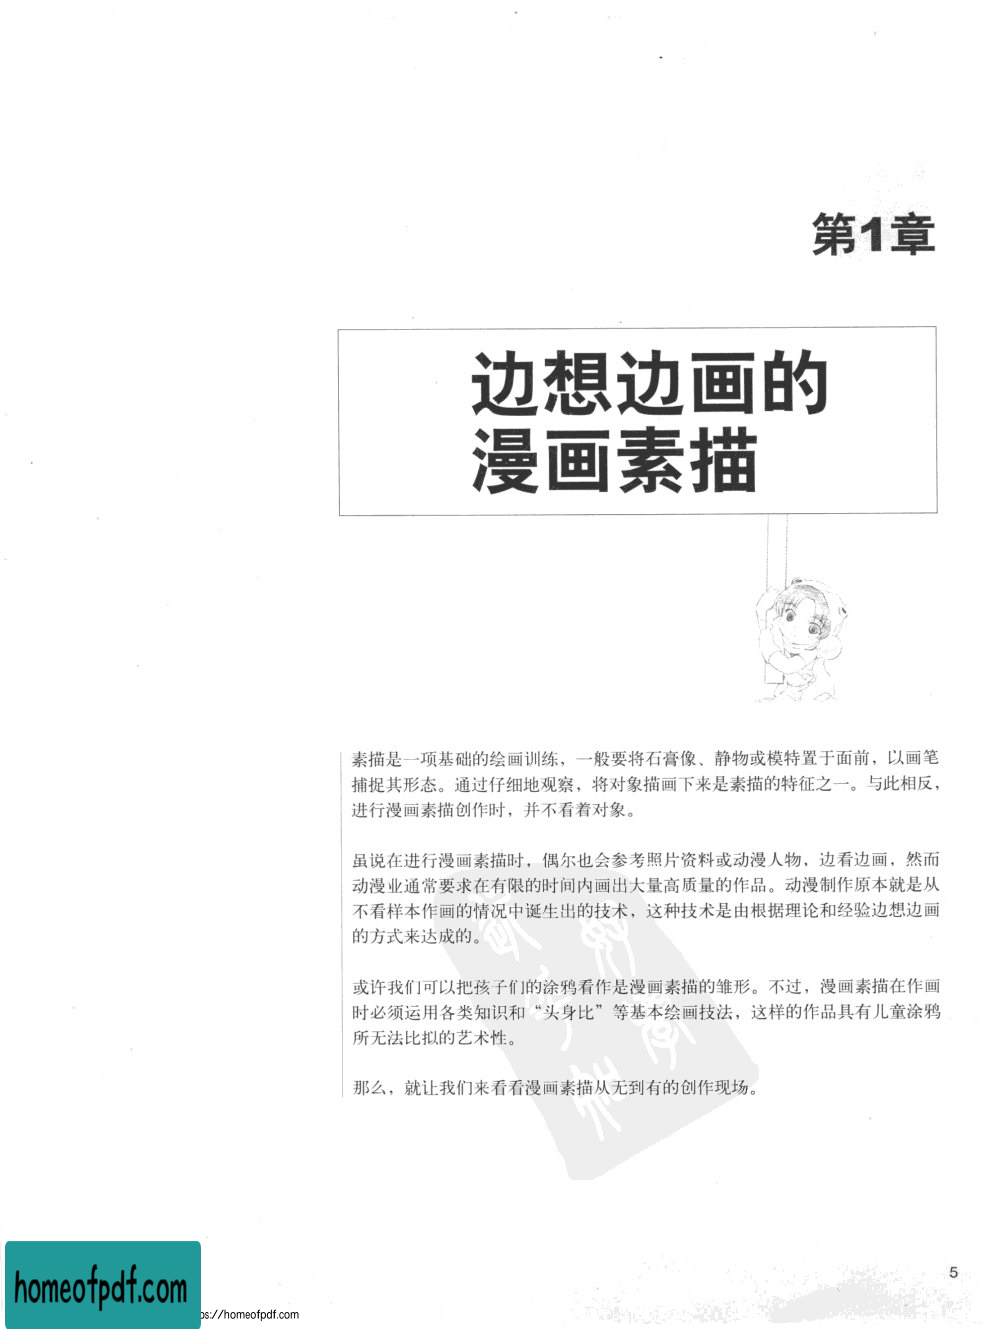 第1章
边想边画的
漫画素描
素描是一项基础的绘画训练，一般要将石膏像、静物或模特置于面前，以画笔
捕捉其形态。通过仔细地观察，将对象描画下来是素描的特征之一。与此相反，
进行漫画素描创作时，并不看着对象。
虽说在进行漫画素描时，偶尔也会参考照片资料或动漫人物，边看边画，然而
动漫业通常要求在有限的时间内画出大量高质量的作品。动漫制作原本就是从
不看样本作画的情况中诞生出的技术，这种技术是由根据理论和经验边想边画
的方式来达成的。
或许我们可以把孩子们的涂鸦看作是漫画素描的雏形。不过，漫画素描在作画
时必须运用各类知识和“头身比”等基本绘画技法，这样的作品具有儿童涂鸦
所无法比拟的艺术性。
那么，就让我们来看看漫画素描从无到有的创作现场。
5
homeofpdf.com
ps://homeofpdf.com